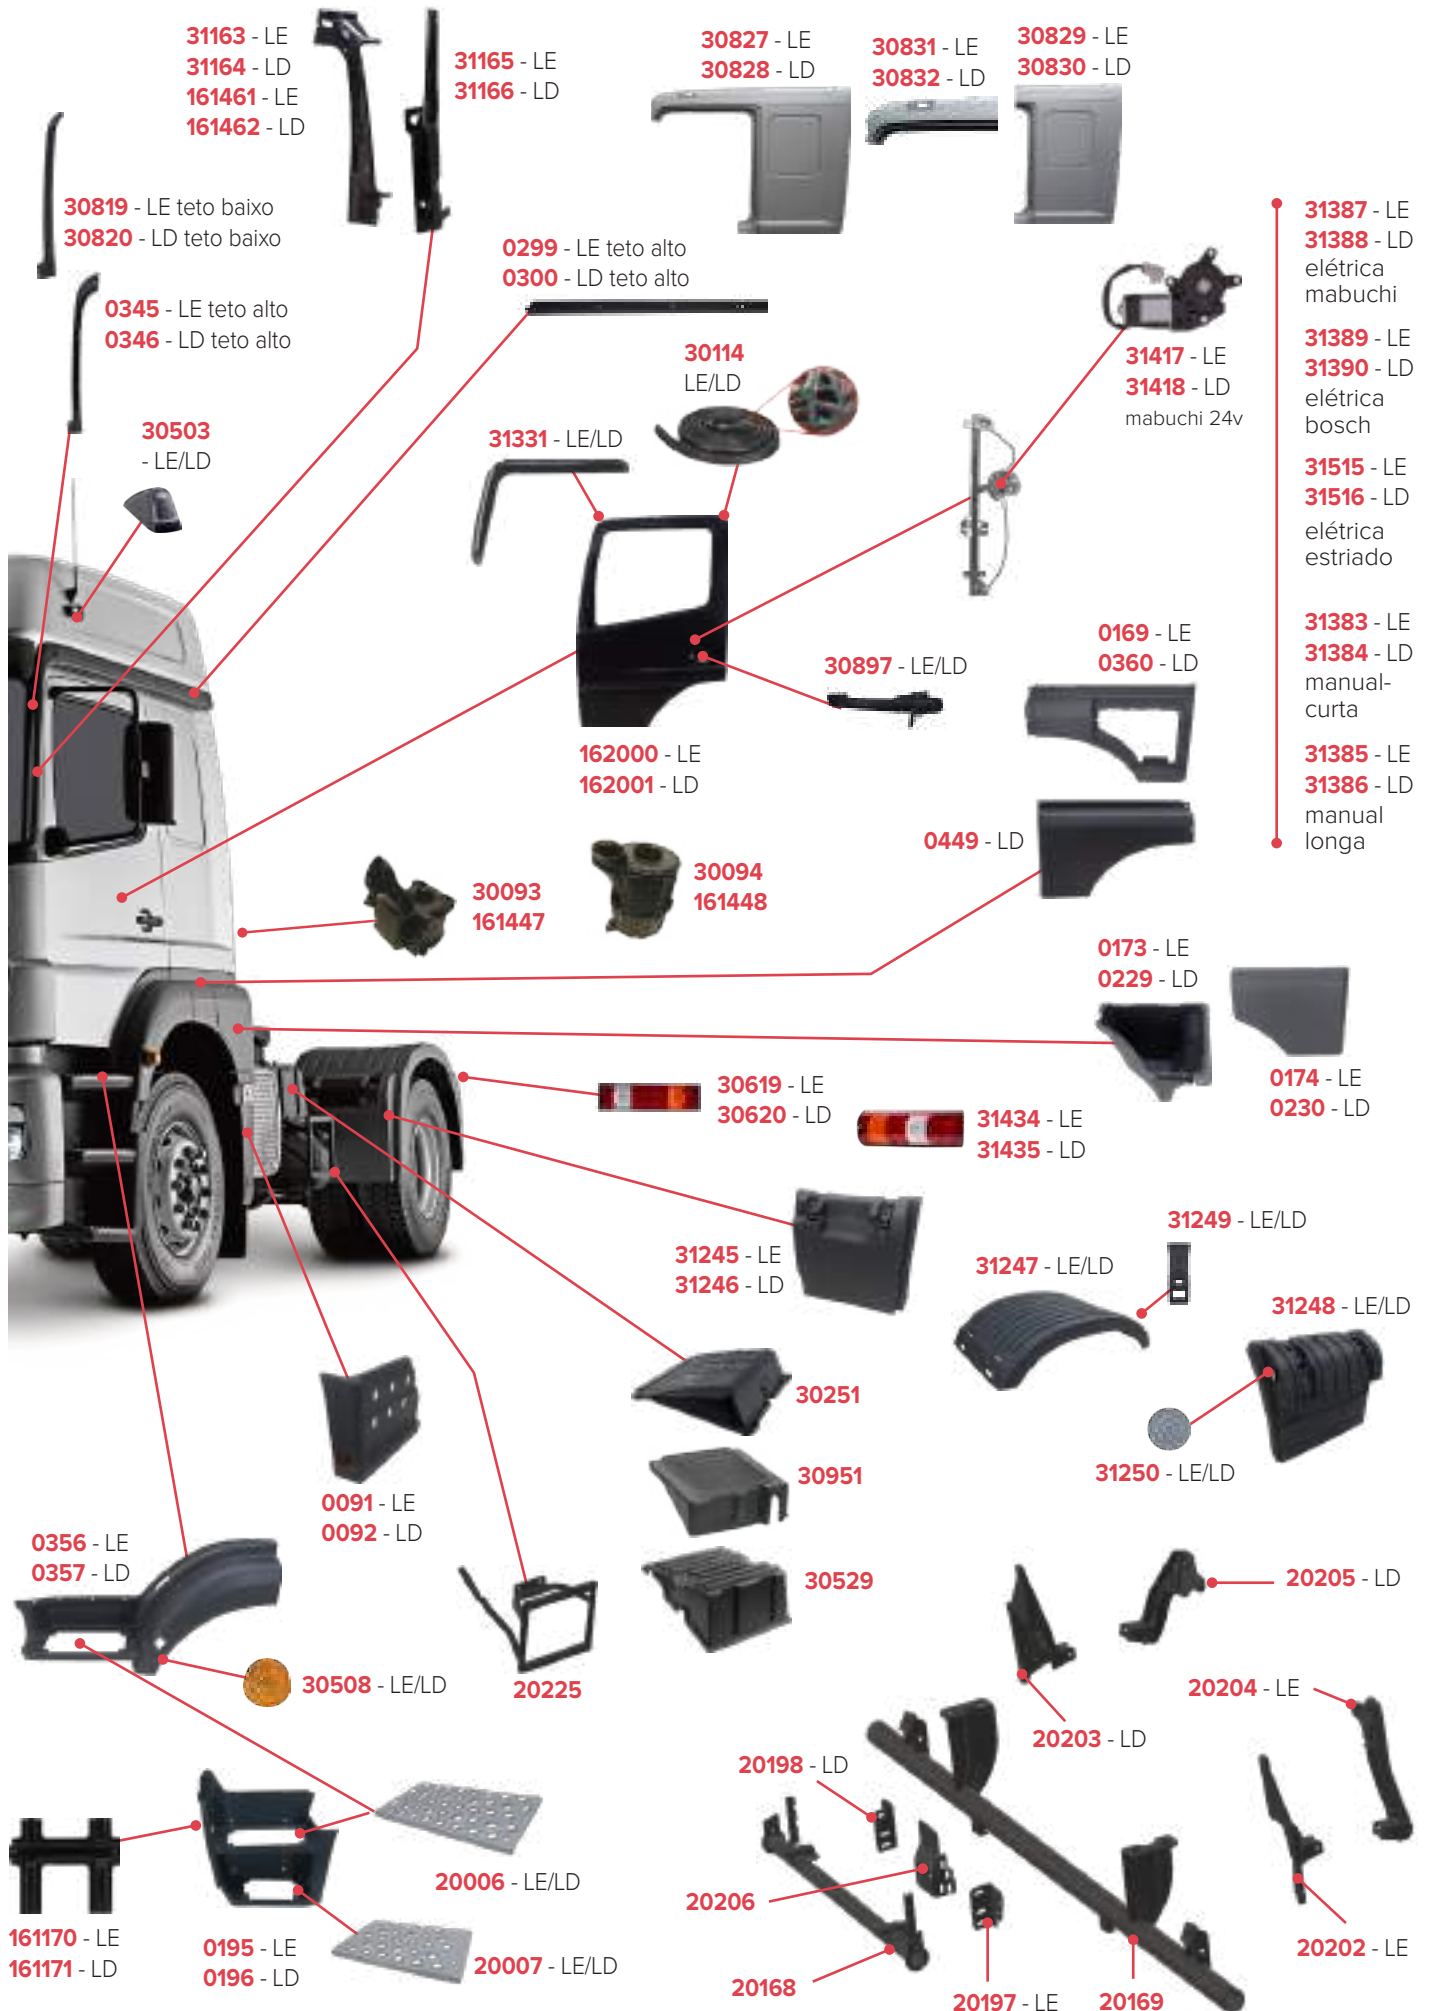 31163 - LE
31164 - LD
161461 - LE
161462 - LD
31165 - LE
31166 - LD
30827 - LE
30828 - LD
30831 - LE
30832 - LD
30829 - LE
30830 - LD
30819 - LE teto baixo
30820 - LD teto baixo
0299 - LE teto alto
0300 - LD teto alto
0345 - LE teto alto
0346 - LD teto alto
30114
LE/LD
31417 - LE
31418 - LD
mabuchi 24v
31387 - LE
31388 - LD
elétrica
mabuchi
31389 - LE
31390 - LD
elétrica
bosch
31515 - LE
31516 - LD
elétrica
estriado
31383 - LE
31384 - LD
manual-
curta
31385 - LE
31386 - LD
manual
longa
30503
- LE/LD
31331 - LE/LD
30897 - LE/LD
0169 - LE
0360 - LD
162000 - LE
162001 - LD
0449 - LD
30093
161447
30094
161448
0173 - LE
0229 - LD
0174 - LE
0230 - LD
30619 - LE
30620 - LD
31434 - LE
31435 - LD
31245 - LE
31246 - LD
31249 - LE/LD
31247 - LE/LD
31248 - LE/LD
30251
31250 - LE/LD
30951
0091 - LE
0092 - LD
0356 - LE
0357 - LD
30529
20205 - LD
30508 - LE/LD
20225
20204 - LE
20203 - LD
20198 - LD
20006 - LE/LD
20206
161170 - LE
161171 - LD
0195 - LE
0196 - LD
20007 - LE/LD
20168
20197 - LE
20169
20202 - LE